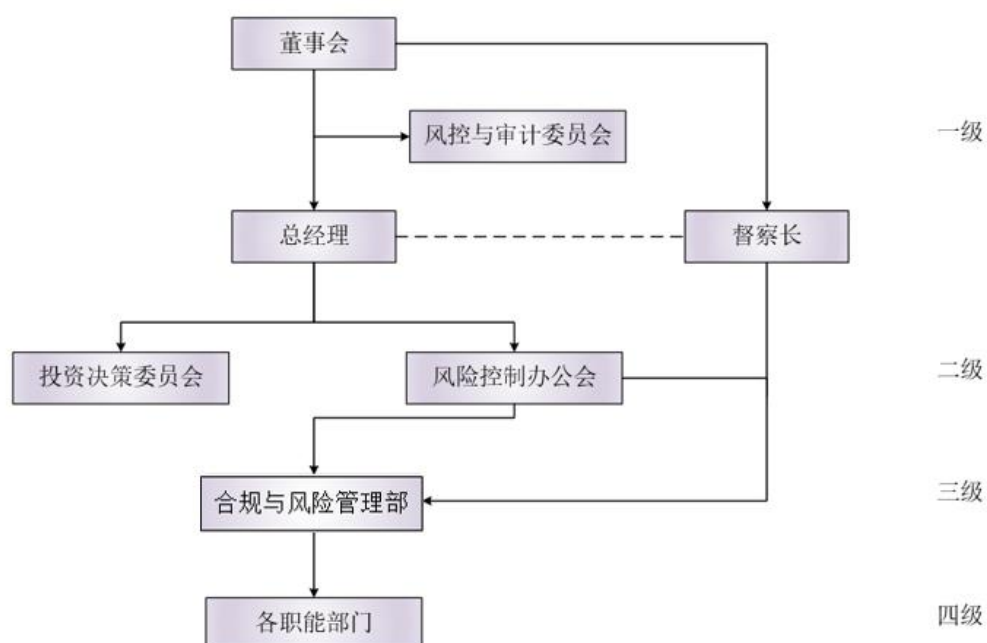 董事会
风控与审计委员会
一级
总经理
督察长
投资决策委员会
风险控制办公会
二级
合规与风险管理部
三级
各职能部门
四级